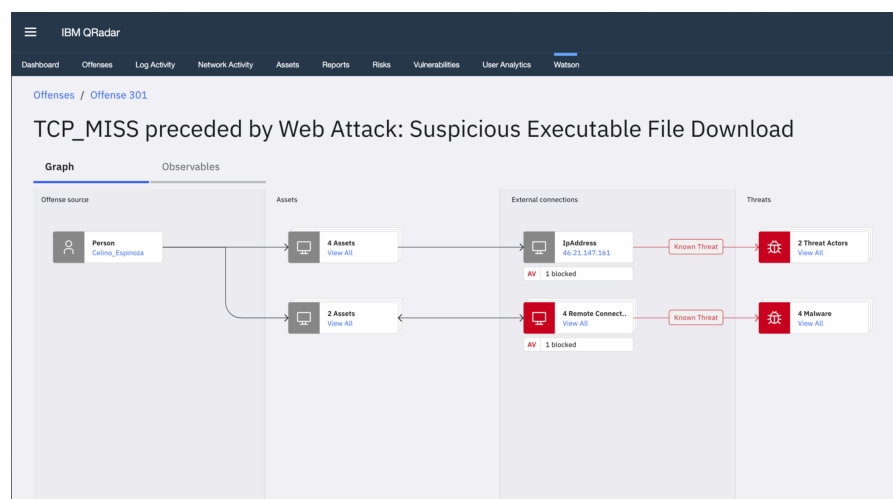 IBM QRadar
Dashboard Offenses Log Activity Network Activity Assets Reports Risks Vulnerabilities User Analytics Watson
Offenses / Offense 301
TCP_MISS preceded by Web Attack: Suspicious Executable File Download
Graph Observables
Offense source Assets External connections Threats
Person
Celino_Espinoza
4 Assets
View All
IpAddress
46.21.147.161
AV 1 blocked
Known Threat
2 Threat Actors
View All
2 Assets
View All
4 Remote Connect..
View All
AV 1 blocked
Known Threat
4 Malware
View All